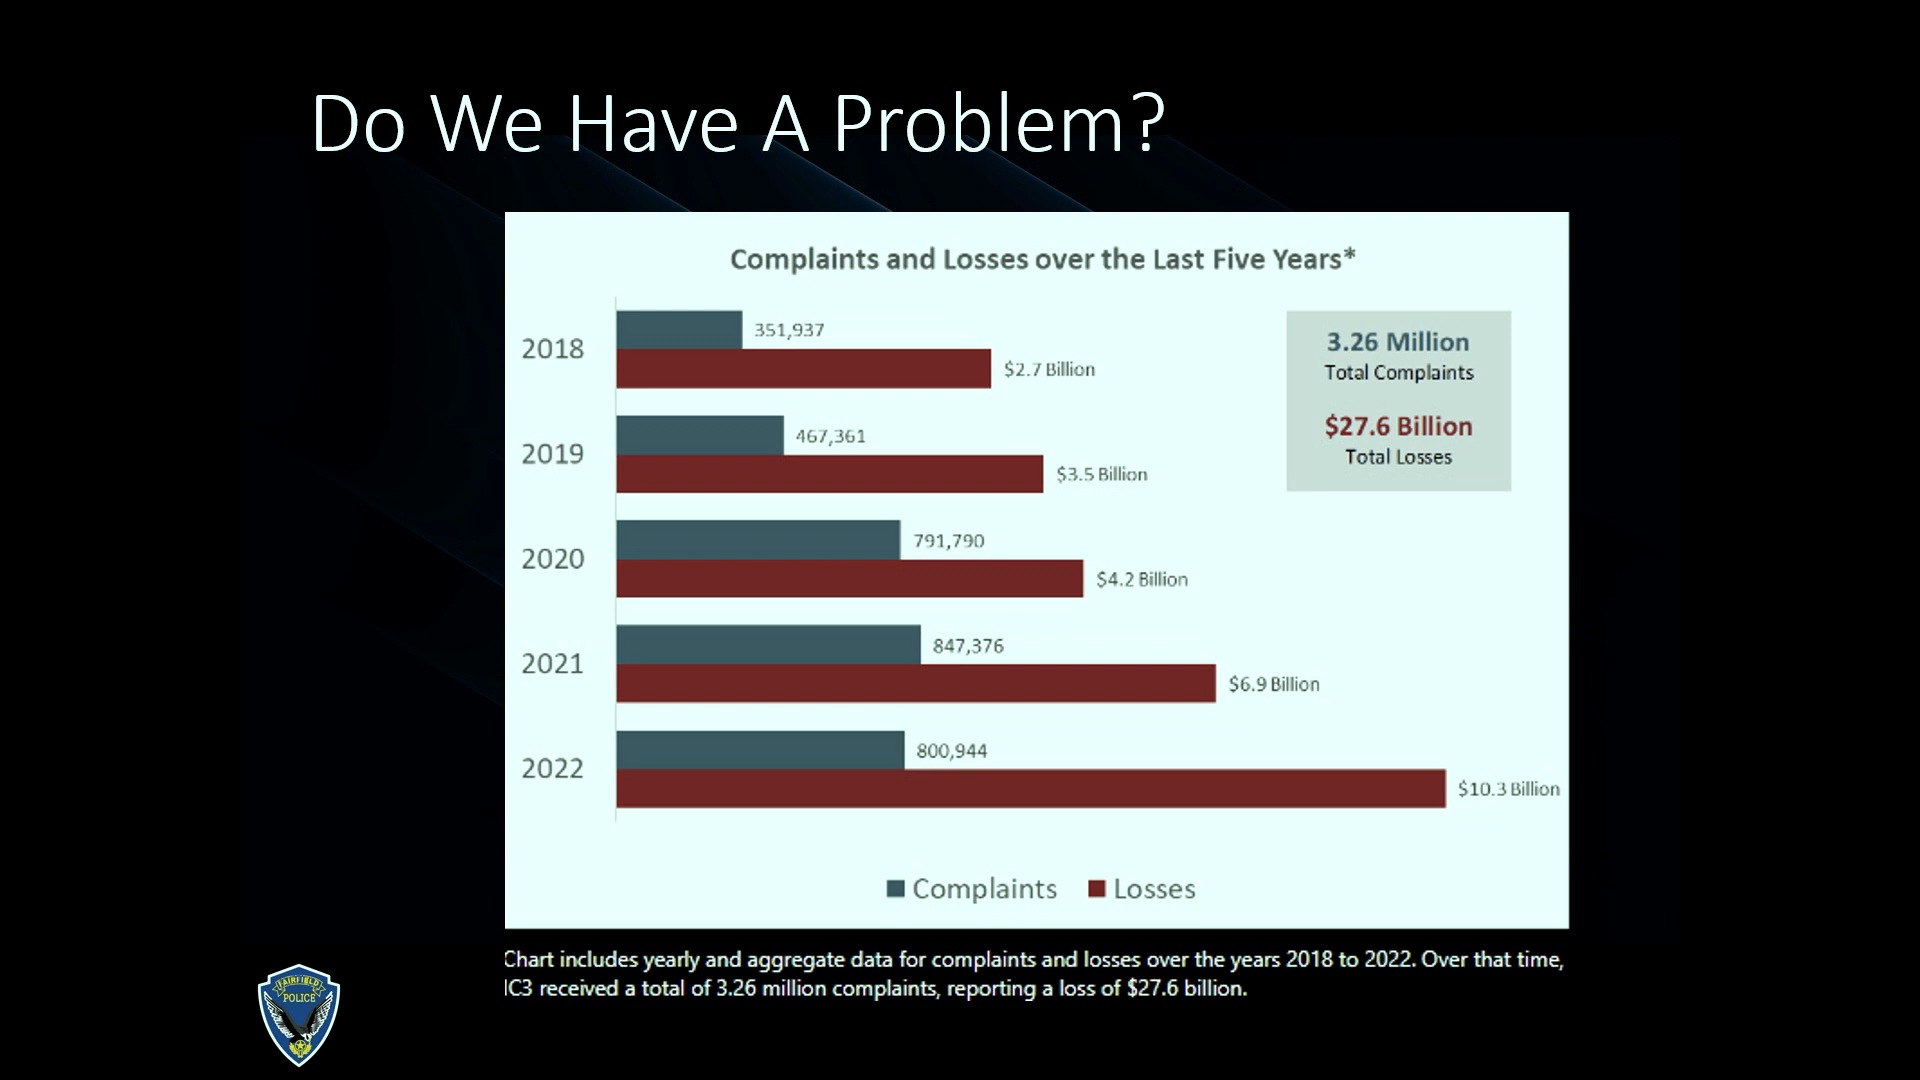 Do We Have A Problem?
Complaints and Losses over the Last Five Years*
2018
351,937
$2.7 Billion
2019
467,361
$3.5 Billion
2020
791,790
$4.2 Billion
2021
847,376
$6.9 Billion
2022
800,944
$10.3 Billion
3.26 Million
Total Complaints
$27.6 Billion
Total Losses
Complaints
Losses
Chart includes yearly and aggregate data for complaints and losses over the years 2018 to 2022. Over that time,
IC3 received a total of 3.26 million complaints, reporting a loss of $27.6 billion.
FAIRFIELD
POLICE